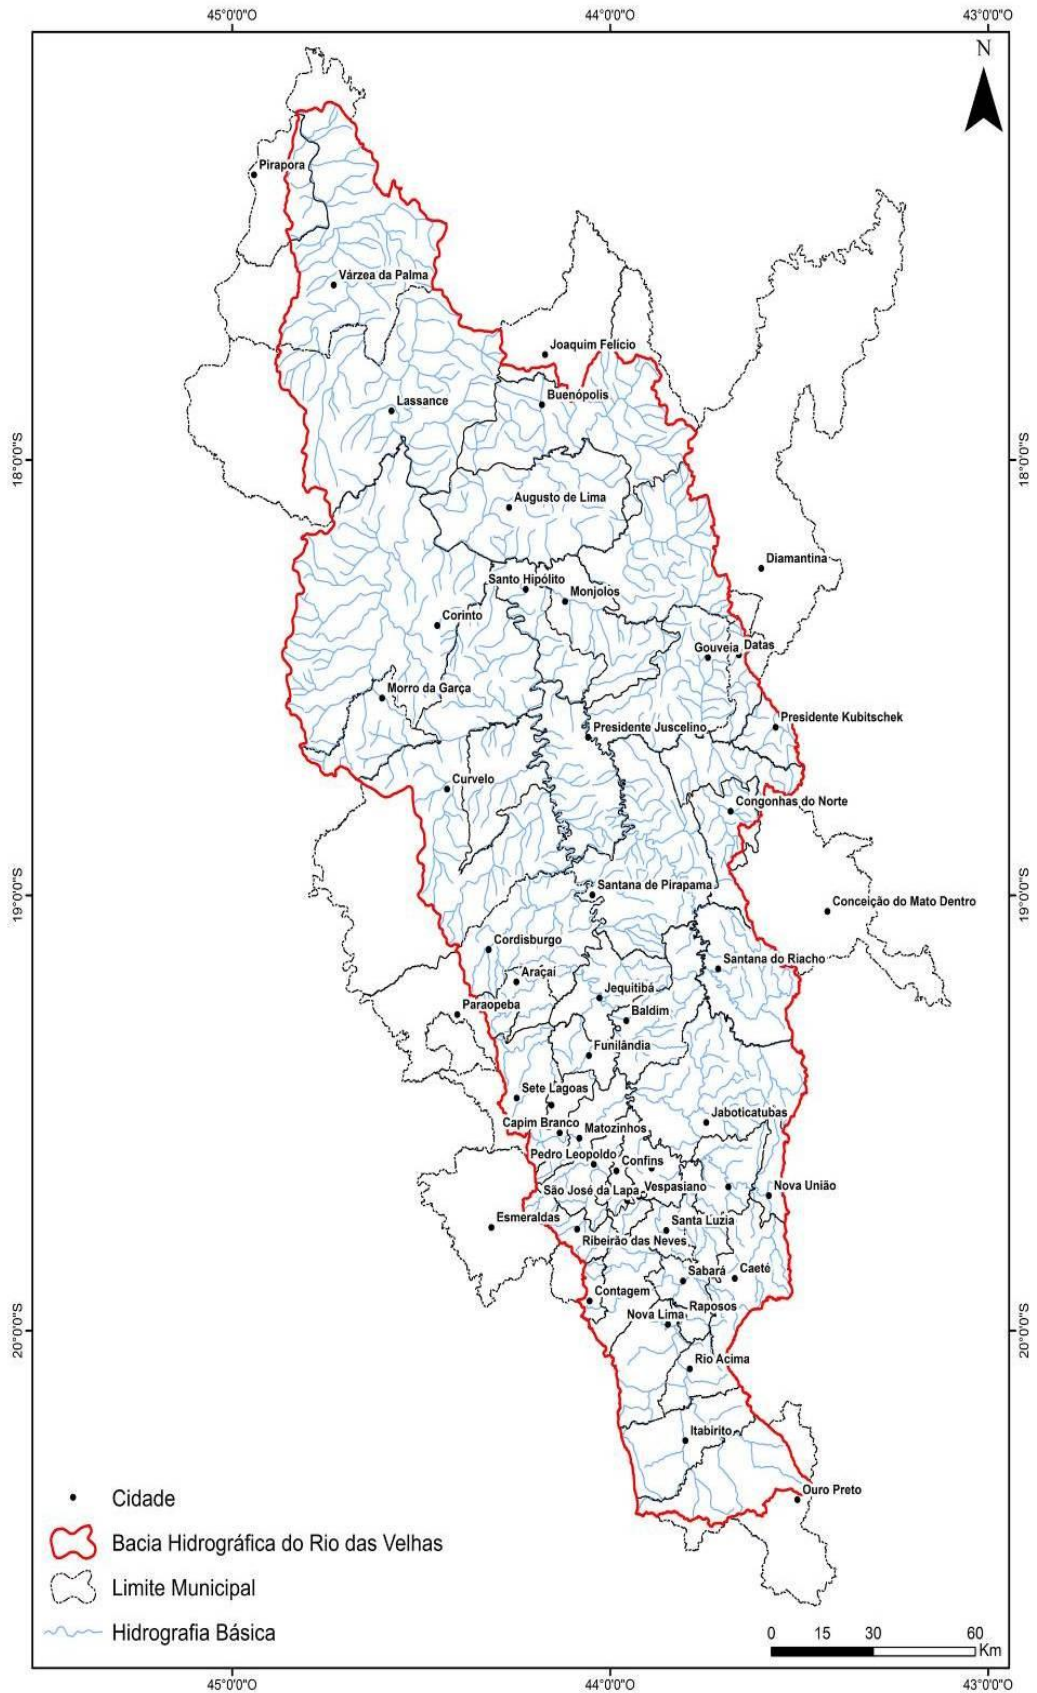 45°0'0"O 44°0'0"O 43°0'0"O
N
Pirapora
Várzea da Palma
Joaquim Felício
Lassance
Buenópolis
18°0'0"S 18°0'0"S
Augusto de Lima
Diamantina
Santo Hipólito
Monjolos
Corinto
Gouveia Datas
Morro da Garça
Presidente Kubitschek
Presidente Juscelino
Curvelo
Congonhas do Norte
Santana de Pirapama
19°0'0"S 19°0'0"S
Conceição do Mato Dentro
Cordisburgo
Santana do Riacho
Araçaí
Jequitibá
Paraopeba
Baldim
Funilândia
Sete Lagoas
Jaboticatubas
Capim Branco
Matozinhos
Pedro Leopoldo
Confins
São José da Lapa
Vespasiano
Nova União
Esmeraldas
Santa Luzia
Ribeirão das Neves
Sabará
Caeté
Contagem
Nova Lima
Raposos
20°0'0"S 20°0'0"S
Rio Acima
Itabirito
Ouro Preto
Cidade
Bacia Hidrográfica do Rio das Velhas
Limite Municipal
Hidrografia Básica
0 15 30 60
Km
45°0'0"O 44°0'0"O 43°0'0"O